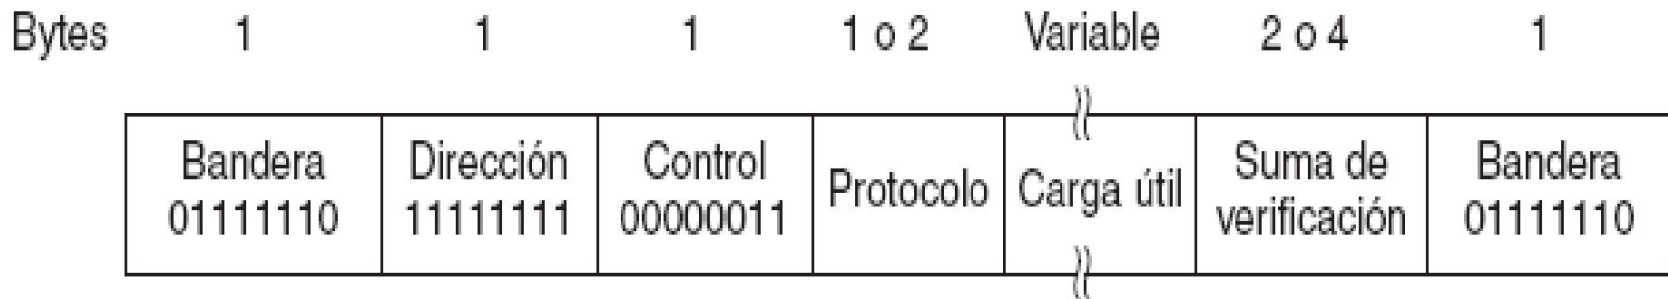 Bytes 1 1 1 1 o 2 Variable 2 o 4 1
Bandera Dirección Control Protocolo Carga útil Suma de Bandera
01111110 11111111 00000011 verificación 01111110